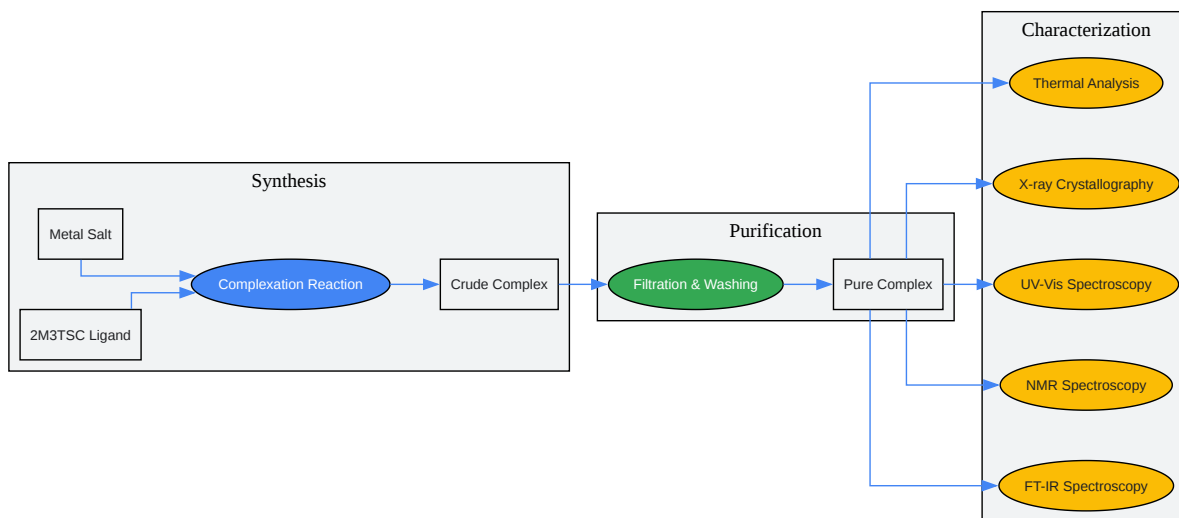 Synthesis
Metal Salt
2M3TSC Ligand
Complexation Reaction
Crude Complex
Purification
Filtration & Washing
Pure Complex
Characterization
Thermal Analysis
X-ray Crystallography
UV-Vis Spectroscopy
NMR Spectroscopy
FT-IR Spectroscopy